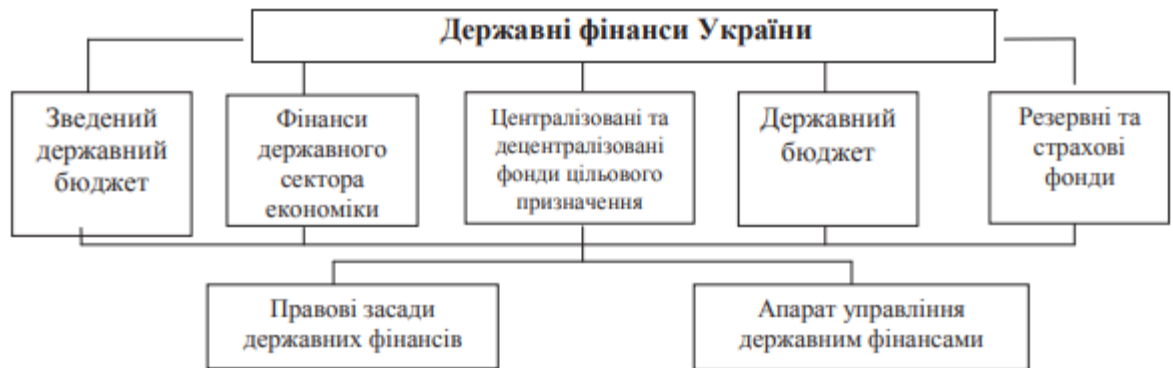 Державні фінанси України
Зведений
державний
бюджет
Фінанси
державного
сектора
економіки
Централізовані та
децентралізовані
фонди цільового
призначення
Державний
бюджет
Резервні та
страхові
фонди
Правові засади
державних фінансів
Апарат управління
державним фінансами